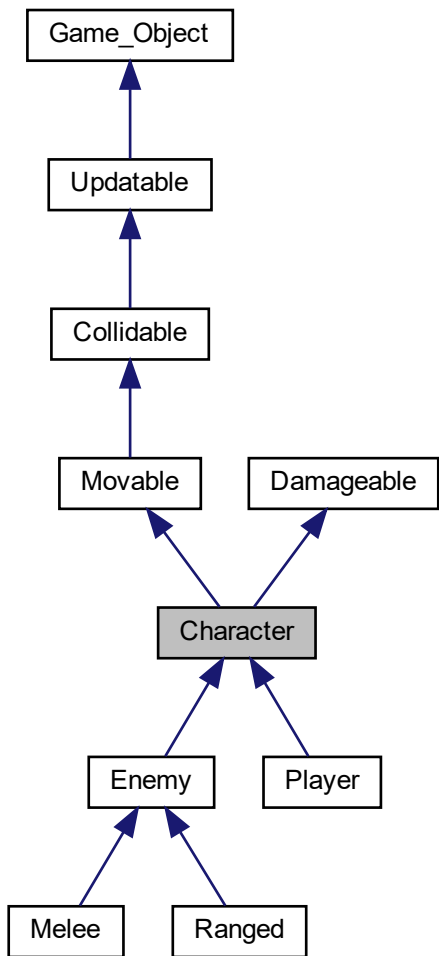 Game_Object
Updatable
Collidable
Movable
Damageable
Character
Enemy
Player
Melee
Ranged